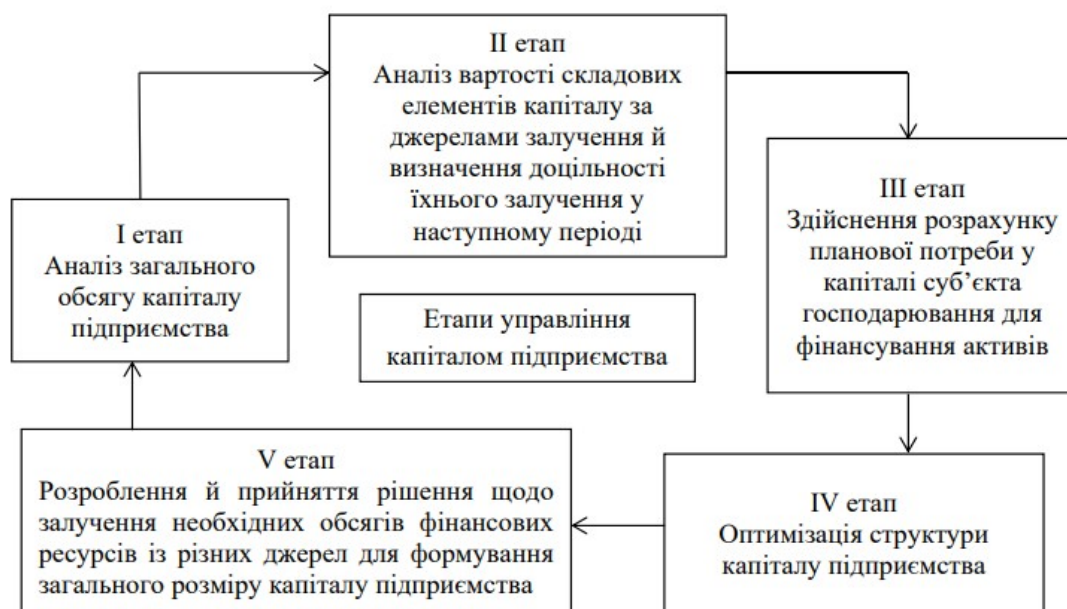 II етап
Аналіз вартості складових
елементів капіталу за
джерелами залучення й
визначення доцільності
їхнього залучення у
наступному періоді
I етап
Аналіз загального
обсягу капіталу
підприємства
III етап
Здійснення розрахунку
планової потреби у
капіталі суб’єкта
господарювання для
фінансування активів
Етапи управління
капіталом підприємства
V етап
Розроблення й прийняття рішення щодо
залучення необхідних обсягів фінансових
ресурсів із різних джерел для формування
загального розміру капіталу підприємства
IV етап
Оптимізація структури
капіталу підприємства